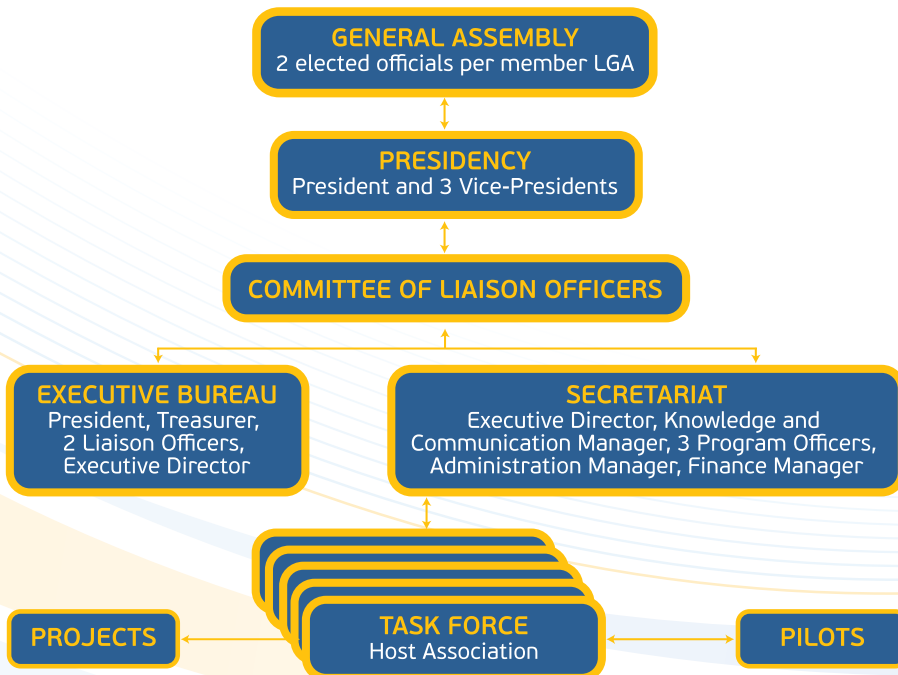 GENERAL ASSEMBLY
2 elected officials per member LGA
PRESIDENCY
President and 3 Vice-Presidents
COMMITTEE OF LIAISON OFFICERS
EXECUTIVE BUREAU
President, Treasurer,
2 Liaison Officers,
Executive Director
SECRETARIAT
Executive Director, Knowledge and
Communication Manager, 3 Program Officers,
Administration Manager, Finance Manager
PROJECTS
TASK FORCE
Host Association
PILOTS